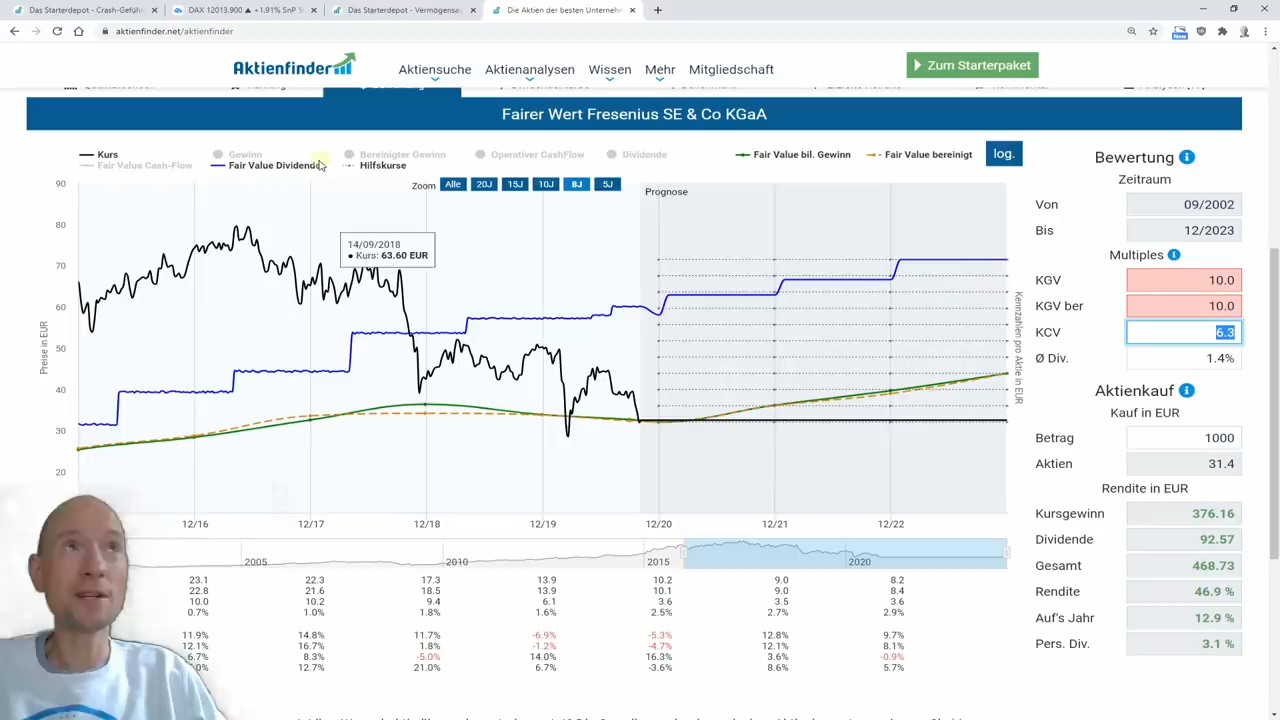 Das Starterdepot - Crash-Geführ
DAX 12013.900 ▲ +1.91% SnP 5
Das Starterdepot - Vermögensau
Die Aktien der besten Unterneh
aktienfinder.net/aktienfinder
New
Aktienfinder
Aktiensuche
Aktienanalysen
Wissen
Mehr
Mitgliedschaft
Zum Starterpaket
Fairer Wert Fresenius SE & Co KGaA
Kurs
Gewinn
Bereinigter Gewinn
Operativer CashFlow
Dividende
Fair Value bil. Gewinn
Fair Value bereinigt
log.
Fair Value Cash-Flow
Fair Value Dividende
Hilfskurse
Zoom
Alle
20J
15J
10J
8J
5J
Prognose
90
80
70
60
50
40
30
20
Preise in EUR
Kennzahlen pro Aktie in EUR
14/09/2018
● Kurs: 63.60 EUR
12/16
12/17
12/18
12/19
12/20
12/21
12/22
2005
2010
2015
2020
23.1 22.3 17.3 13.9 10.2 9.0 8.2
22.8 21.6 18.5 13.9 10.1 9.0 8.4
10.0 10.2 9.4 6.1 3.6 3.5 3.6
0.7% 1.0% 1.8% 1.6% 2.5% 2.7% 2.9%
11.9% 14.8% 11.7% -6.9% -5.3% 12.8% 9.7%
12.1% 16.7% 1.8% -1.2% -4.7% 12.1% 8.1%
6.7% 8.3% -5.0% 14.0% 16.3% 3.6% -0.9%
.0% 12.7% 21.0% 6.7% -3.6% 8.6% 5.7%
Bewertung
Zeitraum
Von 09/2002
Bis 12/2023
Multiples
KGV 10.0
KGV ber 10.0
KCV 6.3
Ø Div. 1.4%
Aktienkauf
Kauf in EUR
Betrag 1000
Aktien 31.4
Rendite in EUR
Kursgewinn 376.16
Dividende 92.57
Gesamt 468.73
Rendite 46.9 %
Auf's Jahr 12.9 %
Pers. Div. 3.1 %